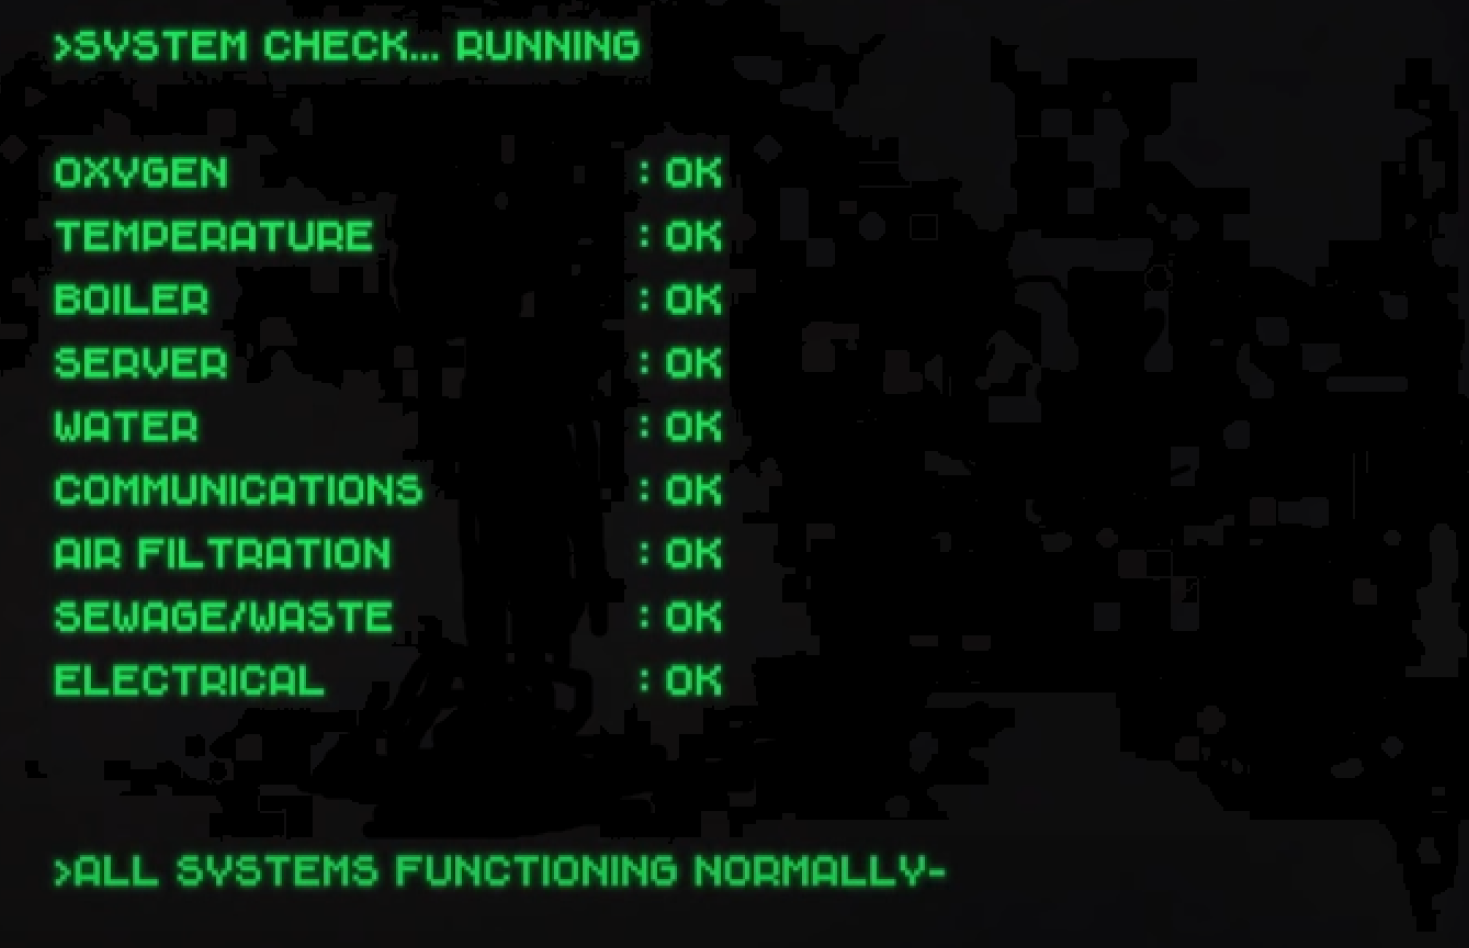 >SYSTEM CHECK... RUNNING
OXYGEN : OK
TEMPERATURE : OK
BOILER : OK
SERVER : OK
WATER : OK
COMMUNICATIONS : OK
AIR FILTRATION : OK
SEWAGE/WASTE : OK
ELECTRICAL : OK
>ALL SYSTEMS FUNCTIONING NORMALLY-